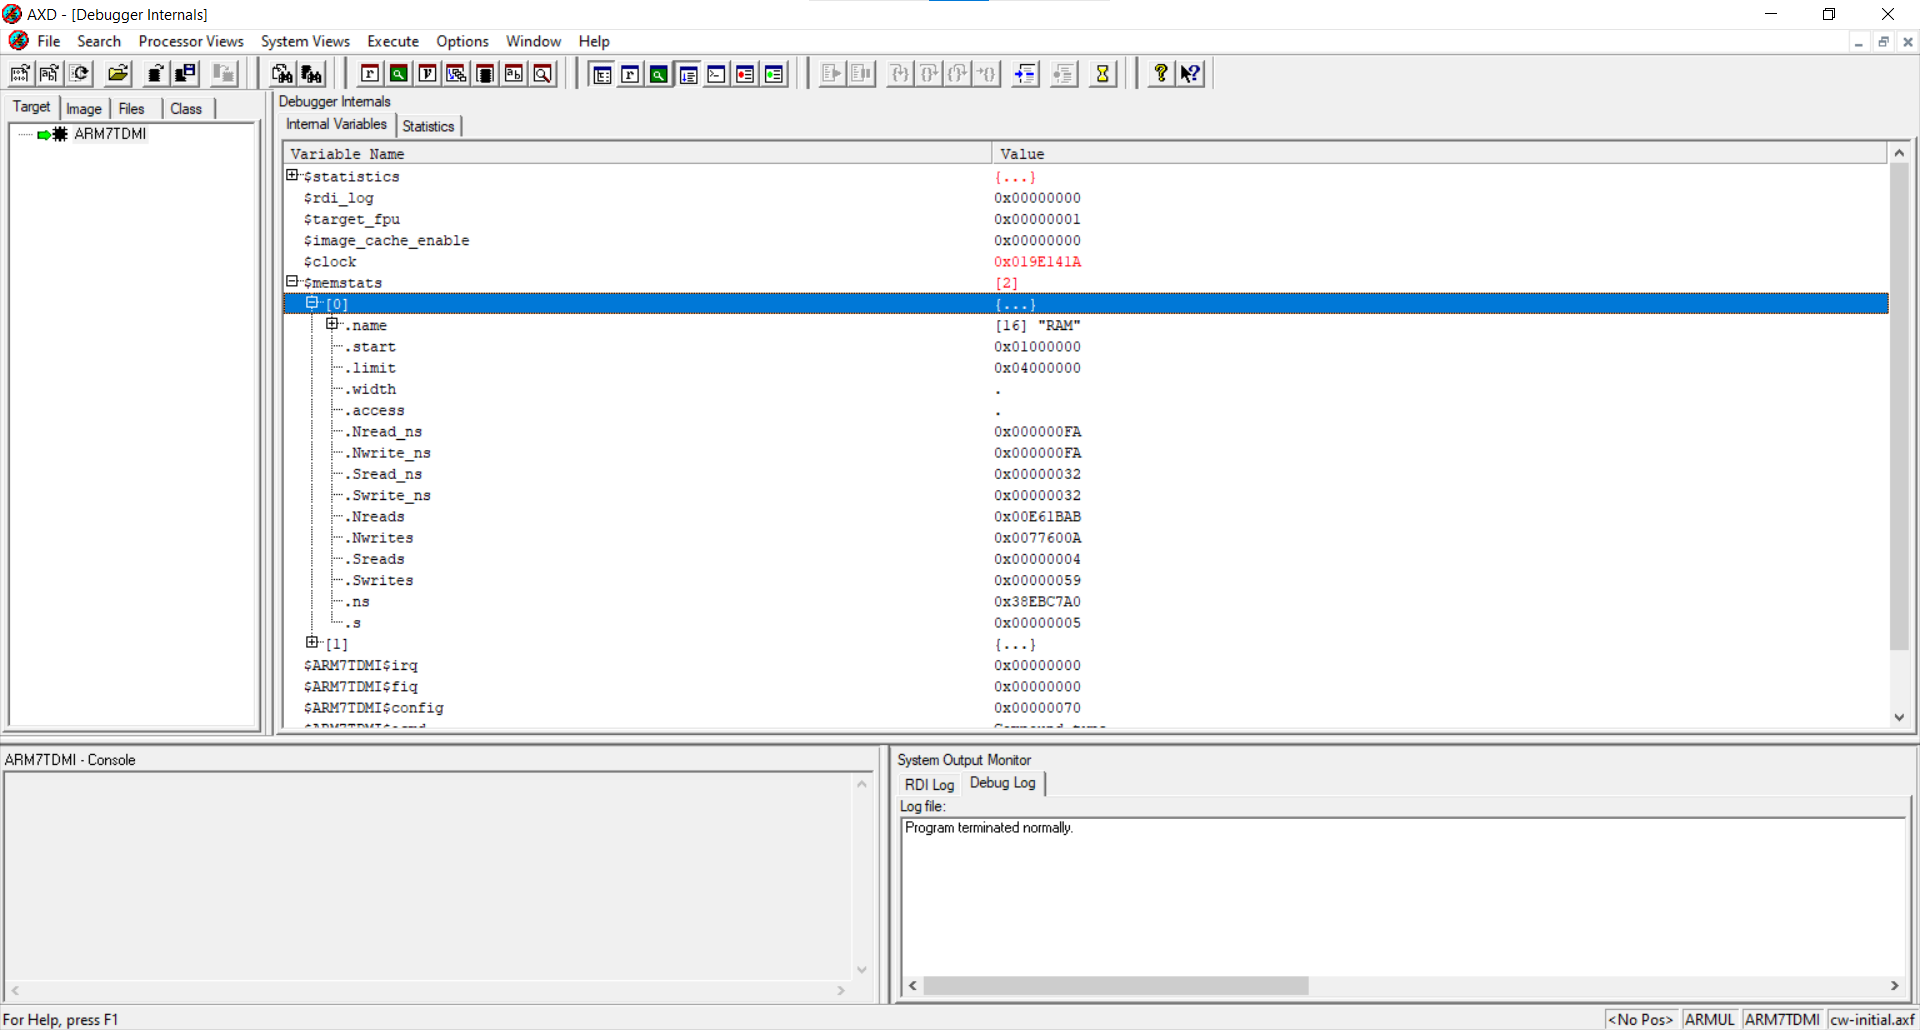 AXD - [Debugger Internals]
File Search Processor Views System Views Execute Options Window Help
Target Image Files Class
ARM7TDMI
Debugger Internals
Internal Variables Statistics
Variable Name Value
$statistics {...}
$rdi_log 0x00000000
$target_fpu 0x00000001
$image_cache_enable 0x00000000
$clock 0x019E141A
$memstats [2]
[0] {...}
.name [16] "RAM"
.start 0x01000000
.limit 0x04000000
.width .
.access .
.Nread_ns 0x000000FA
.Nwrite_ns 0x000000FA
.Sread_ns 0x00000032
.Swrite_ns 0x00000032
.Nreads 0x00E61BAB
.Nwrites 0x0077600A
.Sreads 0x00000004
.Swrites 0x00000059
.ns 0x38EBC7A0
.s 0x00000005
[1] {...}
$ARM7TDMI$irq 0x00000000
$ARM7TDMI$fiq 0x00000000
$ARM7TDMI$config 0x00000070
ARM7TDMI - Console
System Output Monitor
RDI Log Debug Log
Log file:
Program terminated normally.
For Help, press F1
<No Pos> ARMUL ARM7TDMI cw-initial.axf